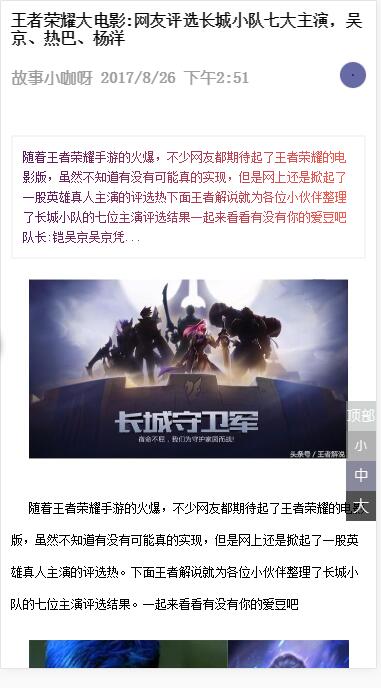 王者荣耀大电影:网友评选长城小队七大主演，吴
京、热巴、杨洋
故事小咖呀 2017/8/26 下午2:51
随着王者荣耀手游的火爆，不少网友都期待起了王者荣耀的电
影版，虽然不知道有没有可能真的实现，但是网上还是掀起了
一股英雄真人主演的评选热下面王者解说就为各位小伙伴整理
了长城小队的七位主演评选结果一起来看看有没有你的爱豆吧
队长:铠吴京吴京凭...
长城守卫军
宿命不屈，我们为守护家园而战!
头条号 / 王者解说
顶部
小
中
大
随着王者荣耀手游的火爆，不少网友都期待起了王者荣耀的电影
版，虽然不知道有没有可能真的实现，但是网上还是掀起了一股英
雄真人主演的评选热。下面王者解说就为各位小伙伴整理了长城小
队的七位主演评选结果。一起来看看有没有你的爱豆吧